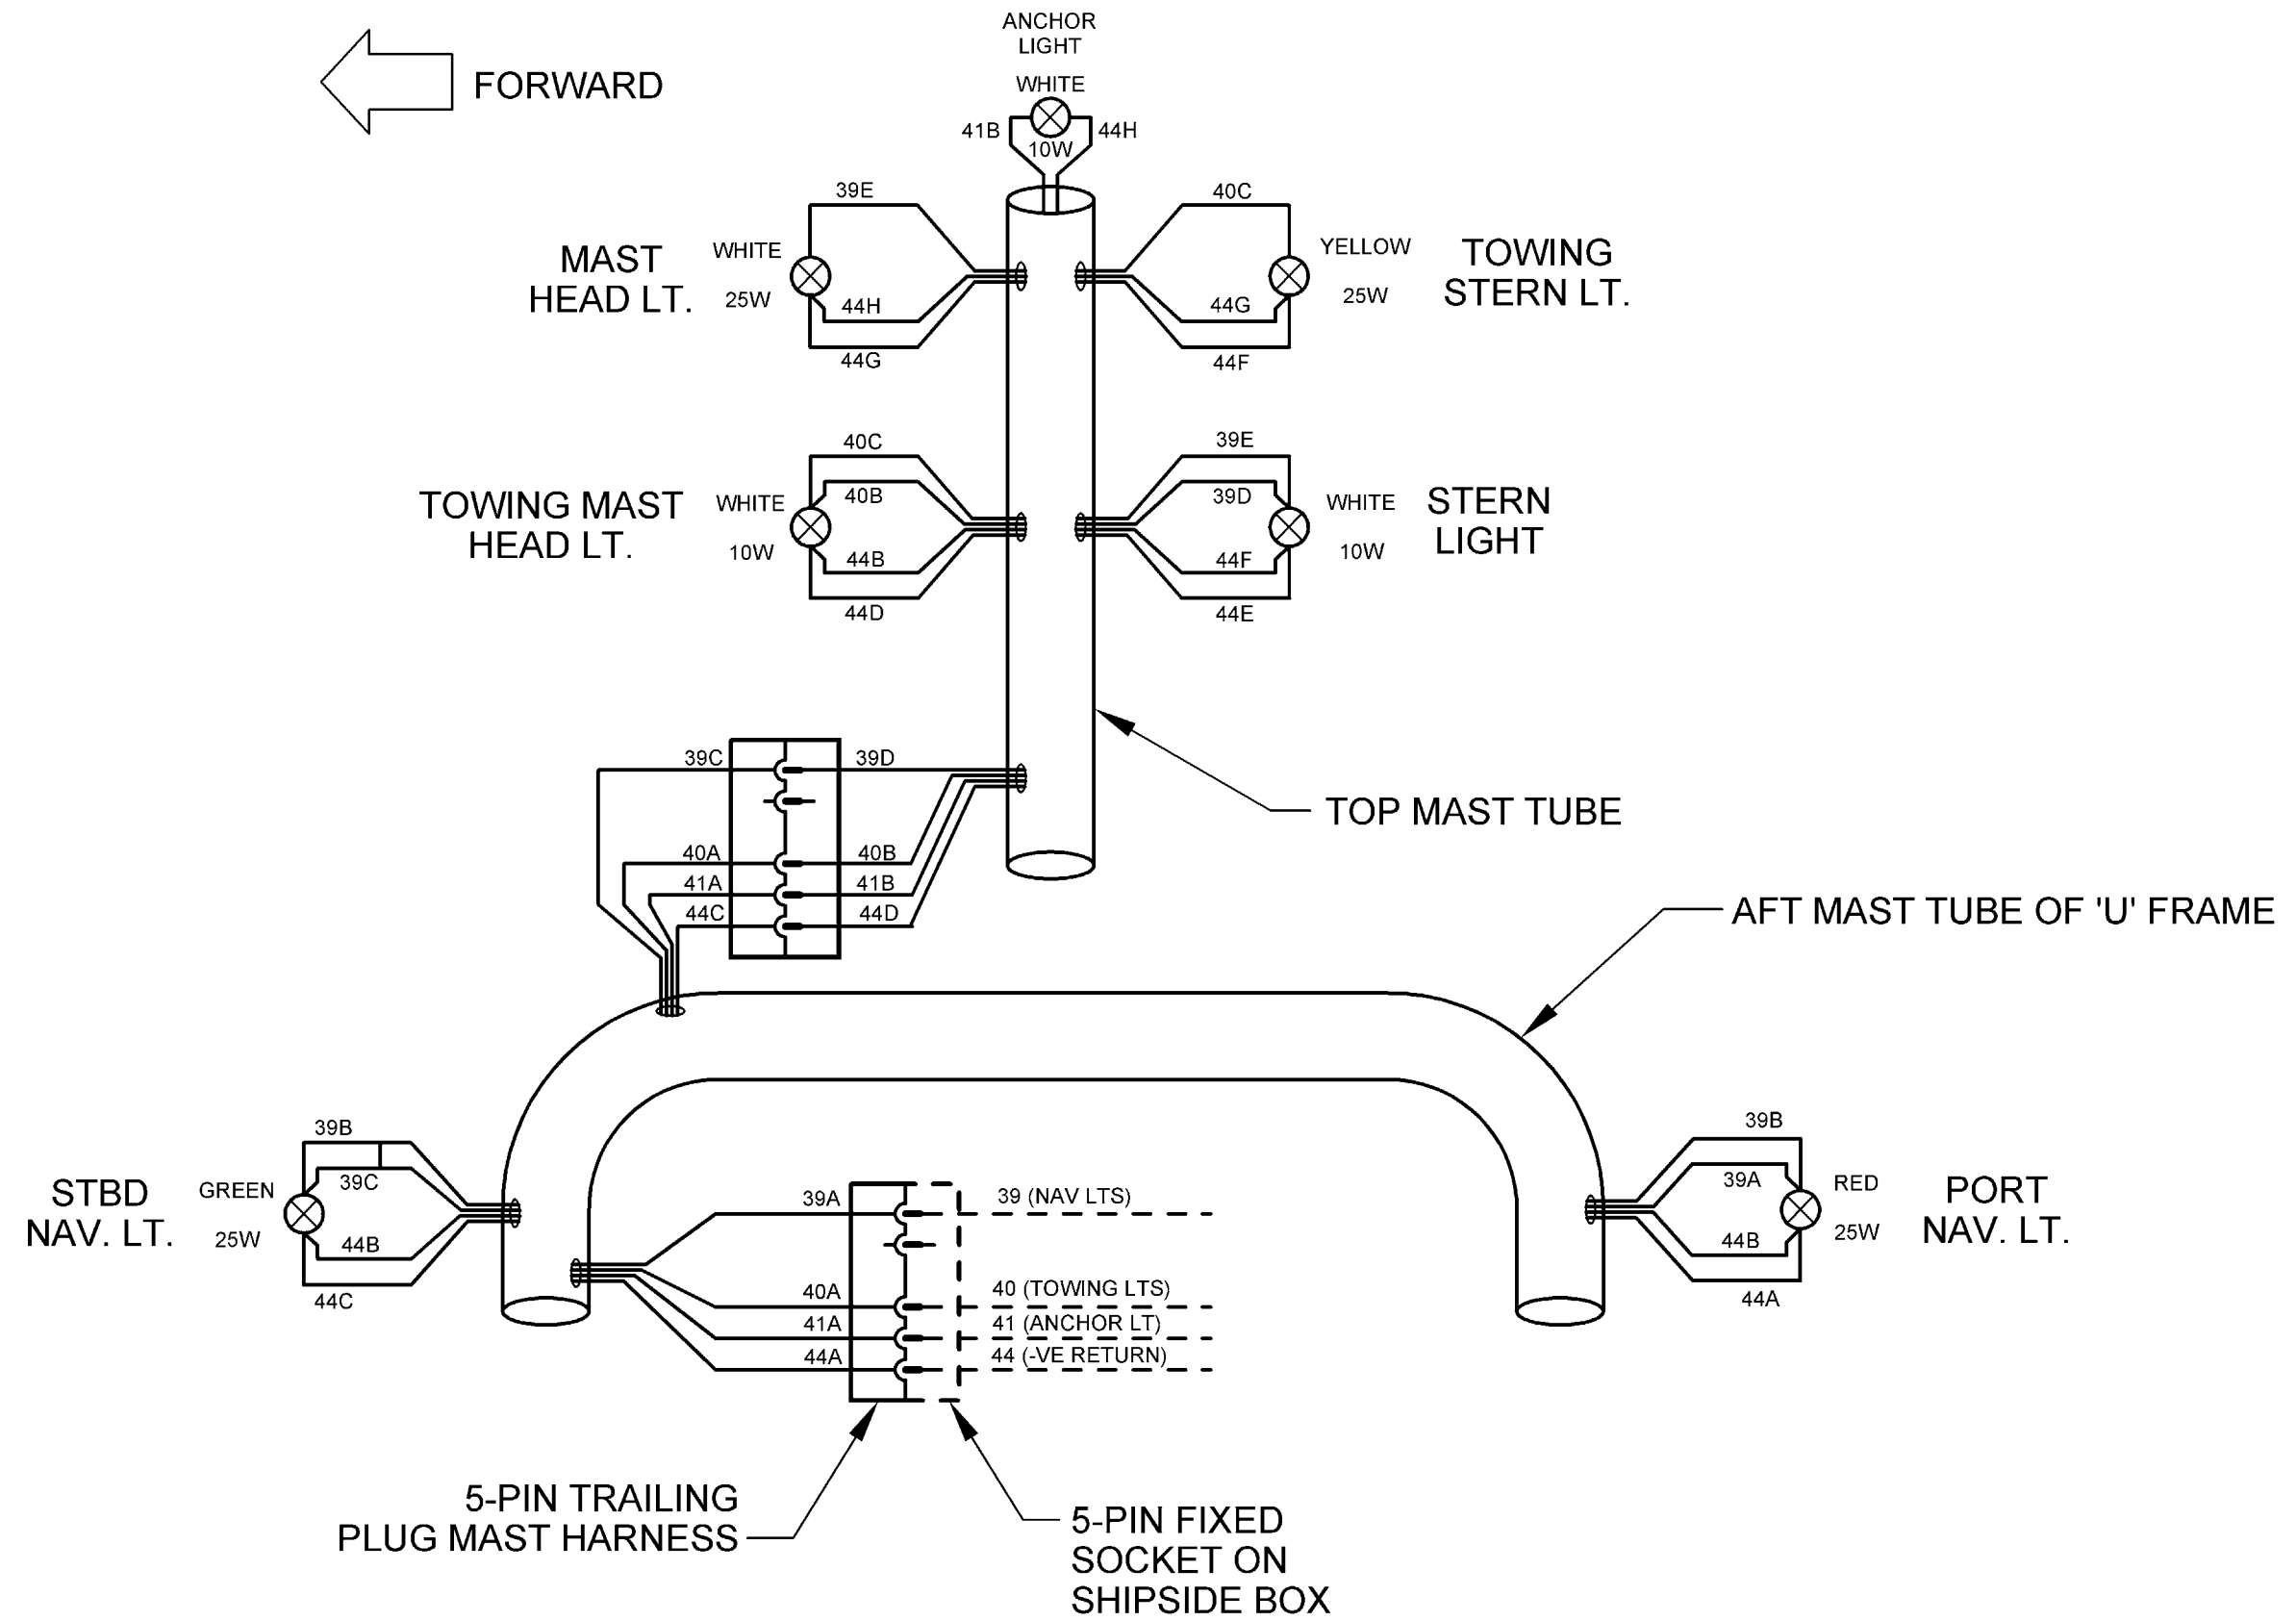 ANCHOR
LIGHT
WHITE
FORWARD
41B
44H
10W
39E
40C
MAST
HEAD LT.
WHITE
25W
YELLOW
25W
TOWING
STERN LT.
44H
44G
44G
44F
40C
39E
40B
39D
TOWING MAST
HEAD LT.
WHITE
10W
WHITE
10W
STERN
LIGHT
44B
44F
44D
44E
39C
39D
TOP MAST TUBE
40A
40B
41A
41B
44C
44D
AFT MAST TUBE OF 'U' FRAME
39B
39C
STBD
NAV. LT.
GREEN
25W
44B
44C
39B
39A
RED
25W
PORT
NAV. LT.
44B
44A
39A
39 (NAV LTS)
40A
40 (TOWING LTS)
41A
41 (ANCHOR LT)
44A
44 (-VE RETURN)
5-PIN TRAILING
PLUG MAST HARNESS
5-PIN FIXED
SOCKET ON
SHIPSIDE BOX